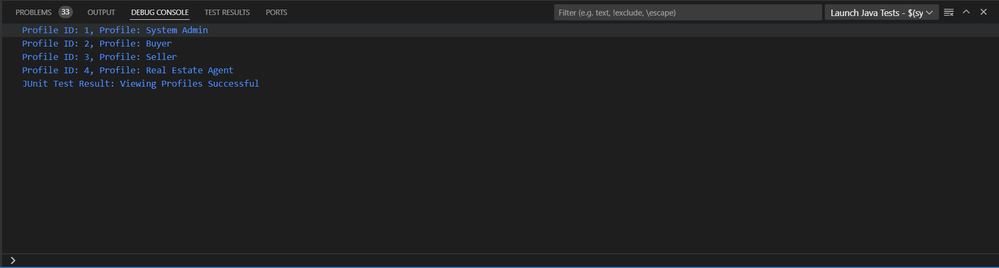 PROBLEMS 33 OUTPUT DEBUG CONSOLE TEST RESULTS PORTS Filter (e.g. text, !exclude, \escape) Launch Java Tests - $(sy
Profile ID: 1, Profile: System Admin
Profile ID: 2, Profile: Buyer
Profile ID: 3, Profile: Seller
Profile ID: 4, Profile: Real Estate Agent
JUnit Test Result: Viewing Profiles Successful